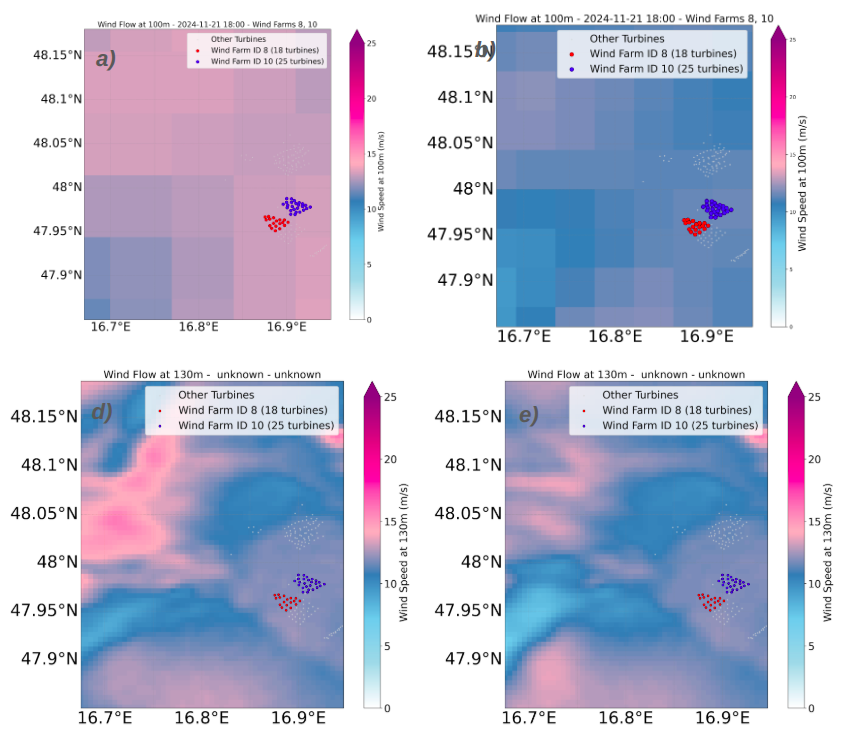 Wind Flow at 100m - 2024-11-21 18:00 - Wind Farms 8, 10
a)
Other Turbines
Wind Farm ID 8 (18 turbines)
Wind Farm ID 10 (25 turbines)
48.15°N
48.1°N
48.05°N
48°N
47.95°N
47.9°N
16.7°E 16.8°E 16.9°E
25
20
15
10
5
0
Wind Speed at 100m (m/s)
Wind Flow at 100m - 2024-11-21 18:00 - Wind Farms 8, 10
b)
Other Turbines
Wind Farm ID 8 (18 turbines)
Wind Farm ID 10 (25 turbines)
48.15°N
48.1°N
48.05°N
48°N
47.95°N
47.9°N
16.7°E 16.8°E 16.9°E
25
20
15
10
5
0
Wind Speed at 100m (m/s)
Wind Flow at 130m - unknown - unknown
d)
Other Turbines
Wind Farm ID 8 (18 turbines)
Wind Farm ID 10 (25 turbines)
48.15°N
48.1°N
48.05°N
48°N
47.95°N
47.9°N
16.7°E 16.8°E 16.9°E
25
20
15
10
5
0
Wind Speed at 130m (m/s)
Wind Flow at 130m - unknown - unknown
e)
Other Turbines
Wind Farm ID 8 (18 turbines)
Wind Farm ID 10 (25 turbines)
48.15°N
48.1°N
48.05°N
48°N
47.95°N
47.9°N
16.7°E 16.8°E 16.9°E
25
20
15
10
5
0
Wind Speed at 130m (m/s)